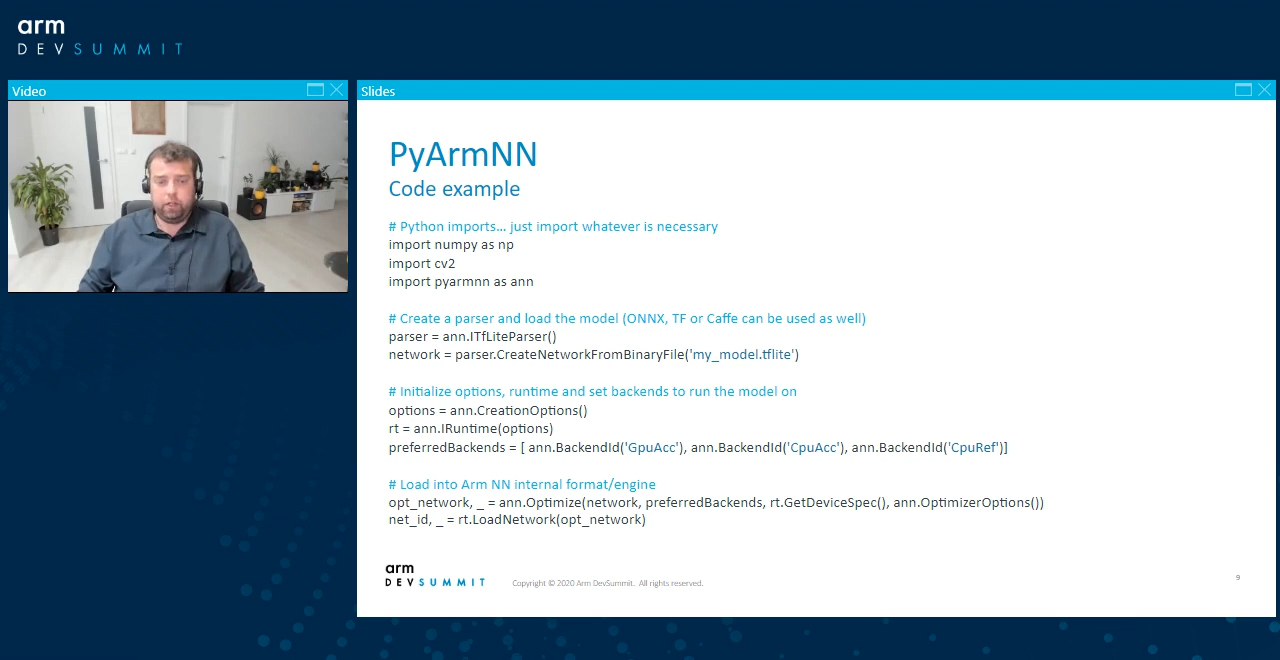 arm
DEVSUMMIT
Video
Slides
PyArmNN
Code example
# Python imports... just import whatever is necessary
import numpy as np
import cv2
import pyarmnn as ann
# Create a parser and load the model (ONNX, TF or Caffe can be used as well)
parser = ann.ITfLiteParser()
network = parser.CreateNetworkFromBinaryFile('my_model.tflite')
# Initialize options, runtime and set backends to run the model on
options = ann.CreationOptions()
rt = ann.IRuntime(options)
preferredBackends = [ ann.BackendId('GpuAcc'), ann.BackendId('CpuAcc'), ann.BackendId('CpuRef')]
# Load into Arm NN internal format/engine
opt_network, _ = ann.Optimize(network, preferredBackends, rt.GetDeviceSpec(), ann.OptimizerOptions())
net_id, _ = rt.LoadNetwork(opt_network)
arm
DEVSUMMIT
Copyright © 2020 Arm DevSummit. All rights reserved.
9